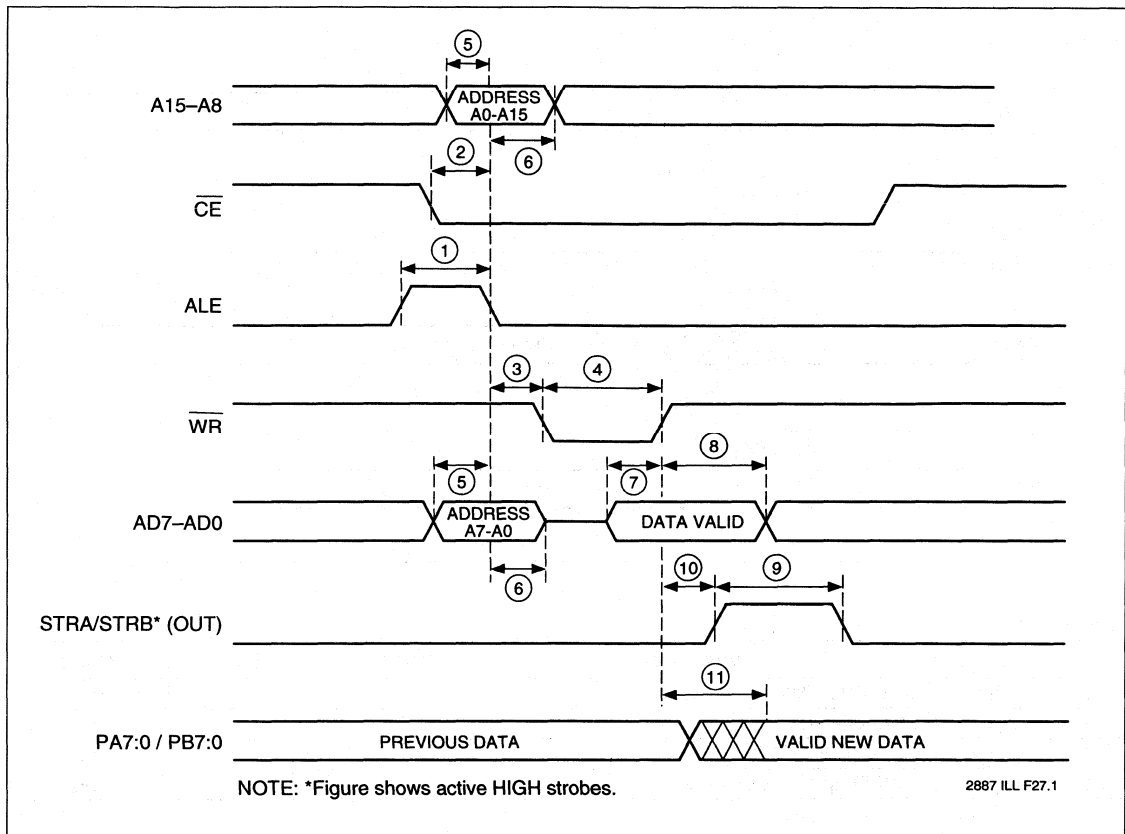 5
A15–A8
ADDRESS
A0-A15
2
6
CE
1
ALE
3
4
WR
5
7
8
AD7–AD0
ADDRESS
A7-A0
DATA VALID
6
10
9
STRA/STRB* (OUT)
11
PA7:0 / PB7:0
PREVIOUS DATA
VALID NEW DATA
NOTE: *Figure shows active HIGH strobes.
2887 ILL F27.1